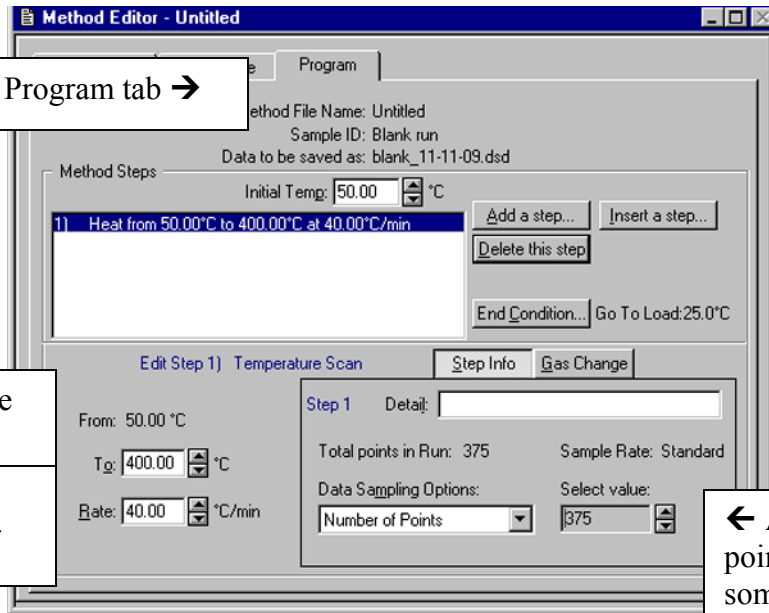 Method Editor - Untitled
Program
Program tab →
File Name: Untitled
Sample ID: Blank run
Data to be saved as: blank_11-11-09.dsd
Method Steps
Initial Temp: 50.00 °C
1) Heat from 50.00°C to 400.00°C at 40.00°C/min
Add a step... Insert a step...
Delete this step
End Condition... Go To Load:25.0°C
Edit Step 1) Temperature Scan
Step Info Gas Change
From: 50.00 °C
To: 400.00 °C
Rate: 40.00 °C/min
Step 1 Detail:
Total points in Run: 375 Sample Rate: Standard
Data Sampling Options: Select value:
Number of Points 375
←